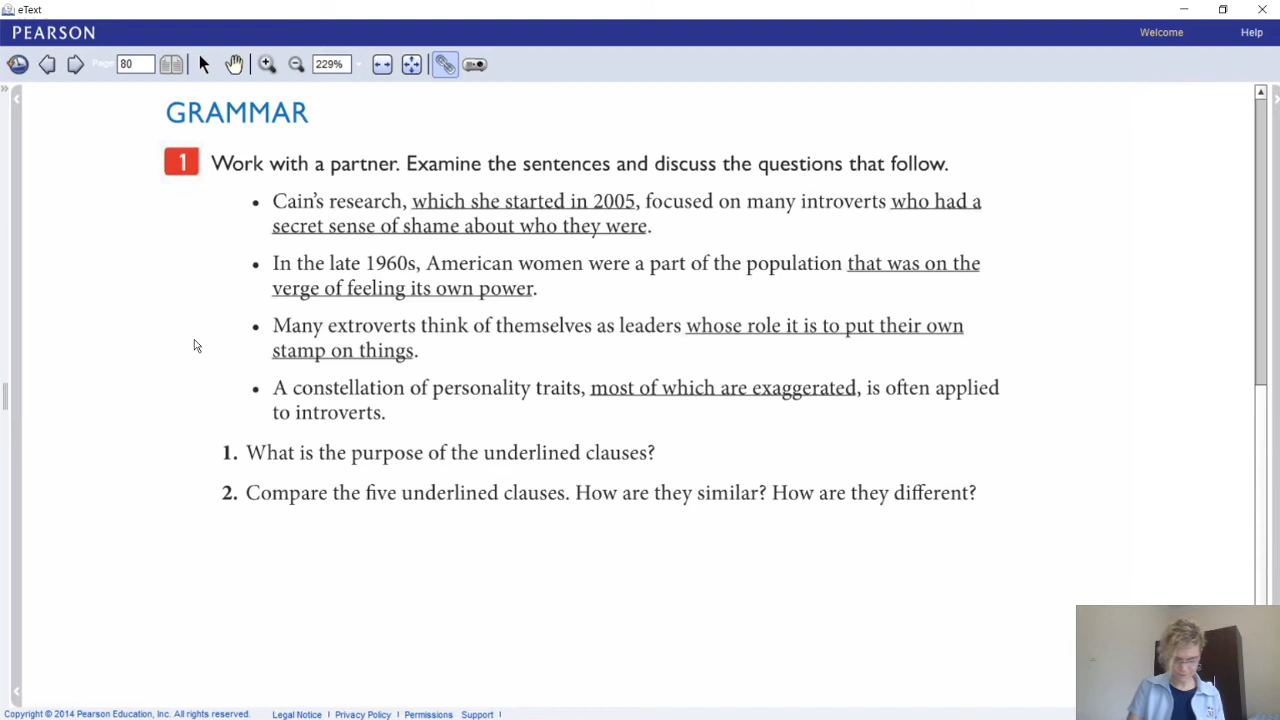 eText
PEARSON
Welcome
Help
Page: 80
229%
GRAMMAR
1 Work with a partner. Examine the sentences and discuss the questions that follow.
• Cain’s research, which she started in 2005, focused on many introverts who had a
secret sense of shame about who they were.
• In the late 1960s, American women were a part of the population that was on the
verge of feeling its own power.
• Many extroverts think of themselves as leaders whose role it is to put their own
stamp on things.
• A constellation of personality traits, most of which are exaggerated, is often applied
to introverts.
1. What is the purpose of the underlined clauses?
2. Compare the five underlined clauses. How are they similar? How are they different?
Copyright © 2014 Pearson Education, Inc. All rights reserved. Legal Notice | Privacy Policy | Permissions Support |